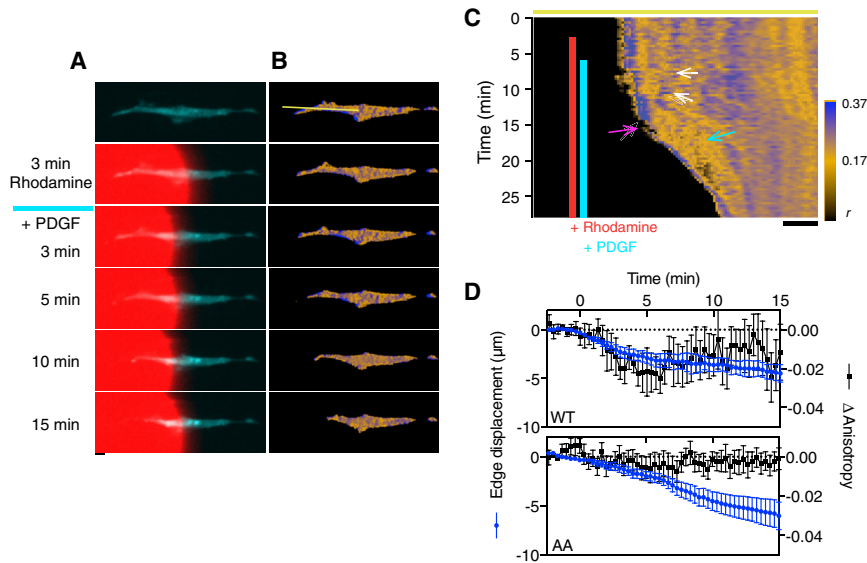 A
B
3 min
Rhodamine
+ PDGF
3 min
5 min
10 min
15 min
C
Time (min)
0
5
10
15
20
25
+ Rhodamine
+ PDGF
0.37
0.17
r
D
Time (min)
0 5 10 15
Edge displacement (µm)
0
-5
-10
WT
0.00
-0.02
-0.04
0
-5
-10
AA
0.00
-0.02
-0.04
Δ Anisotropy